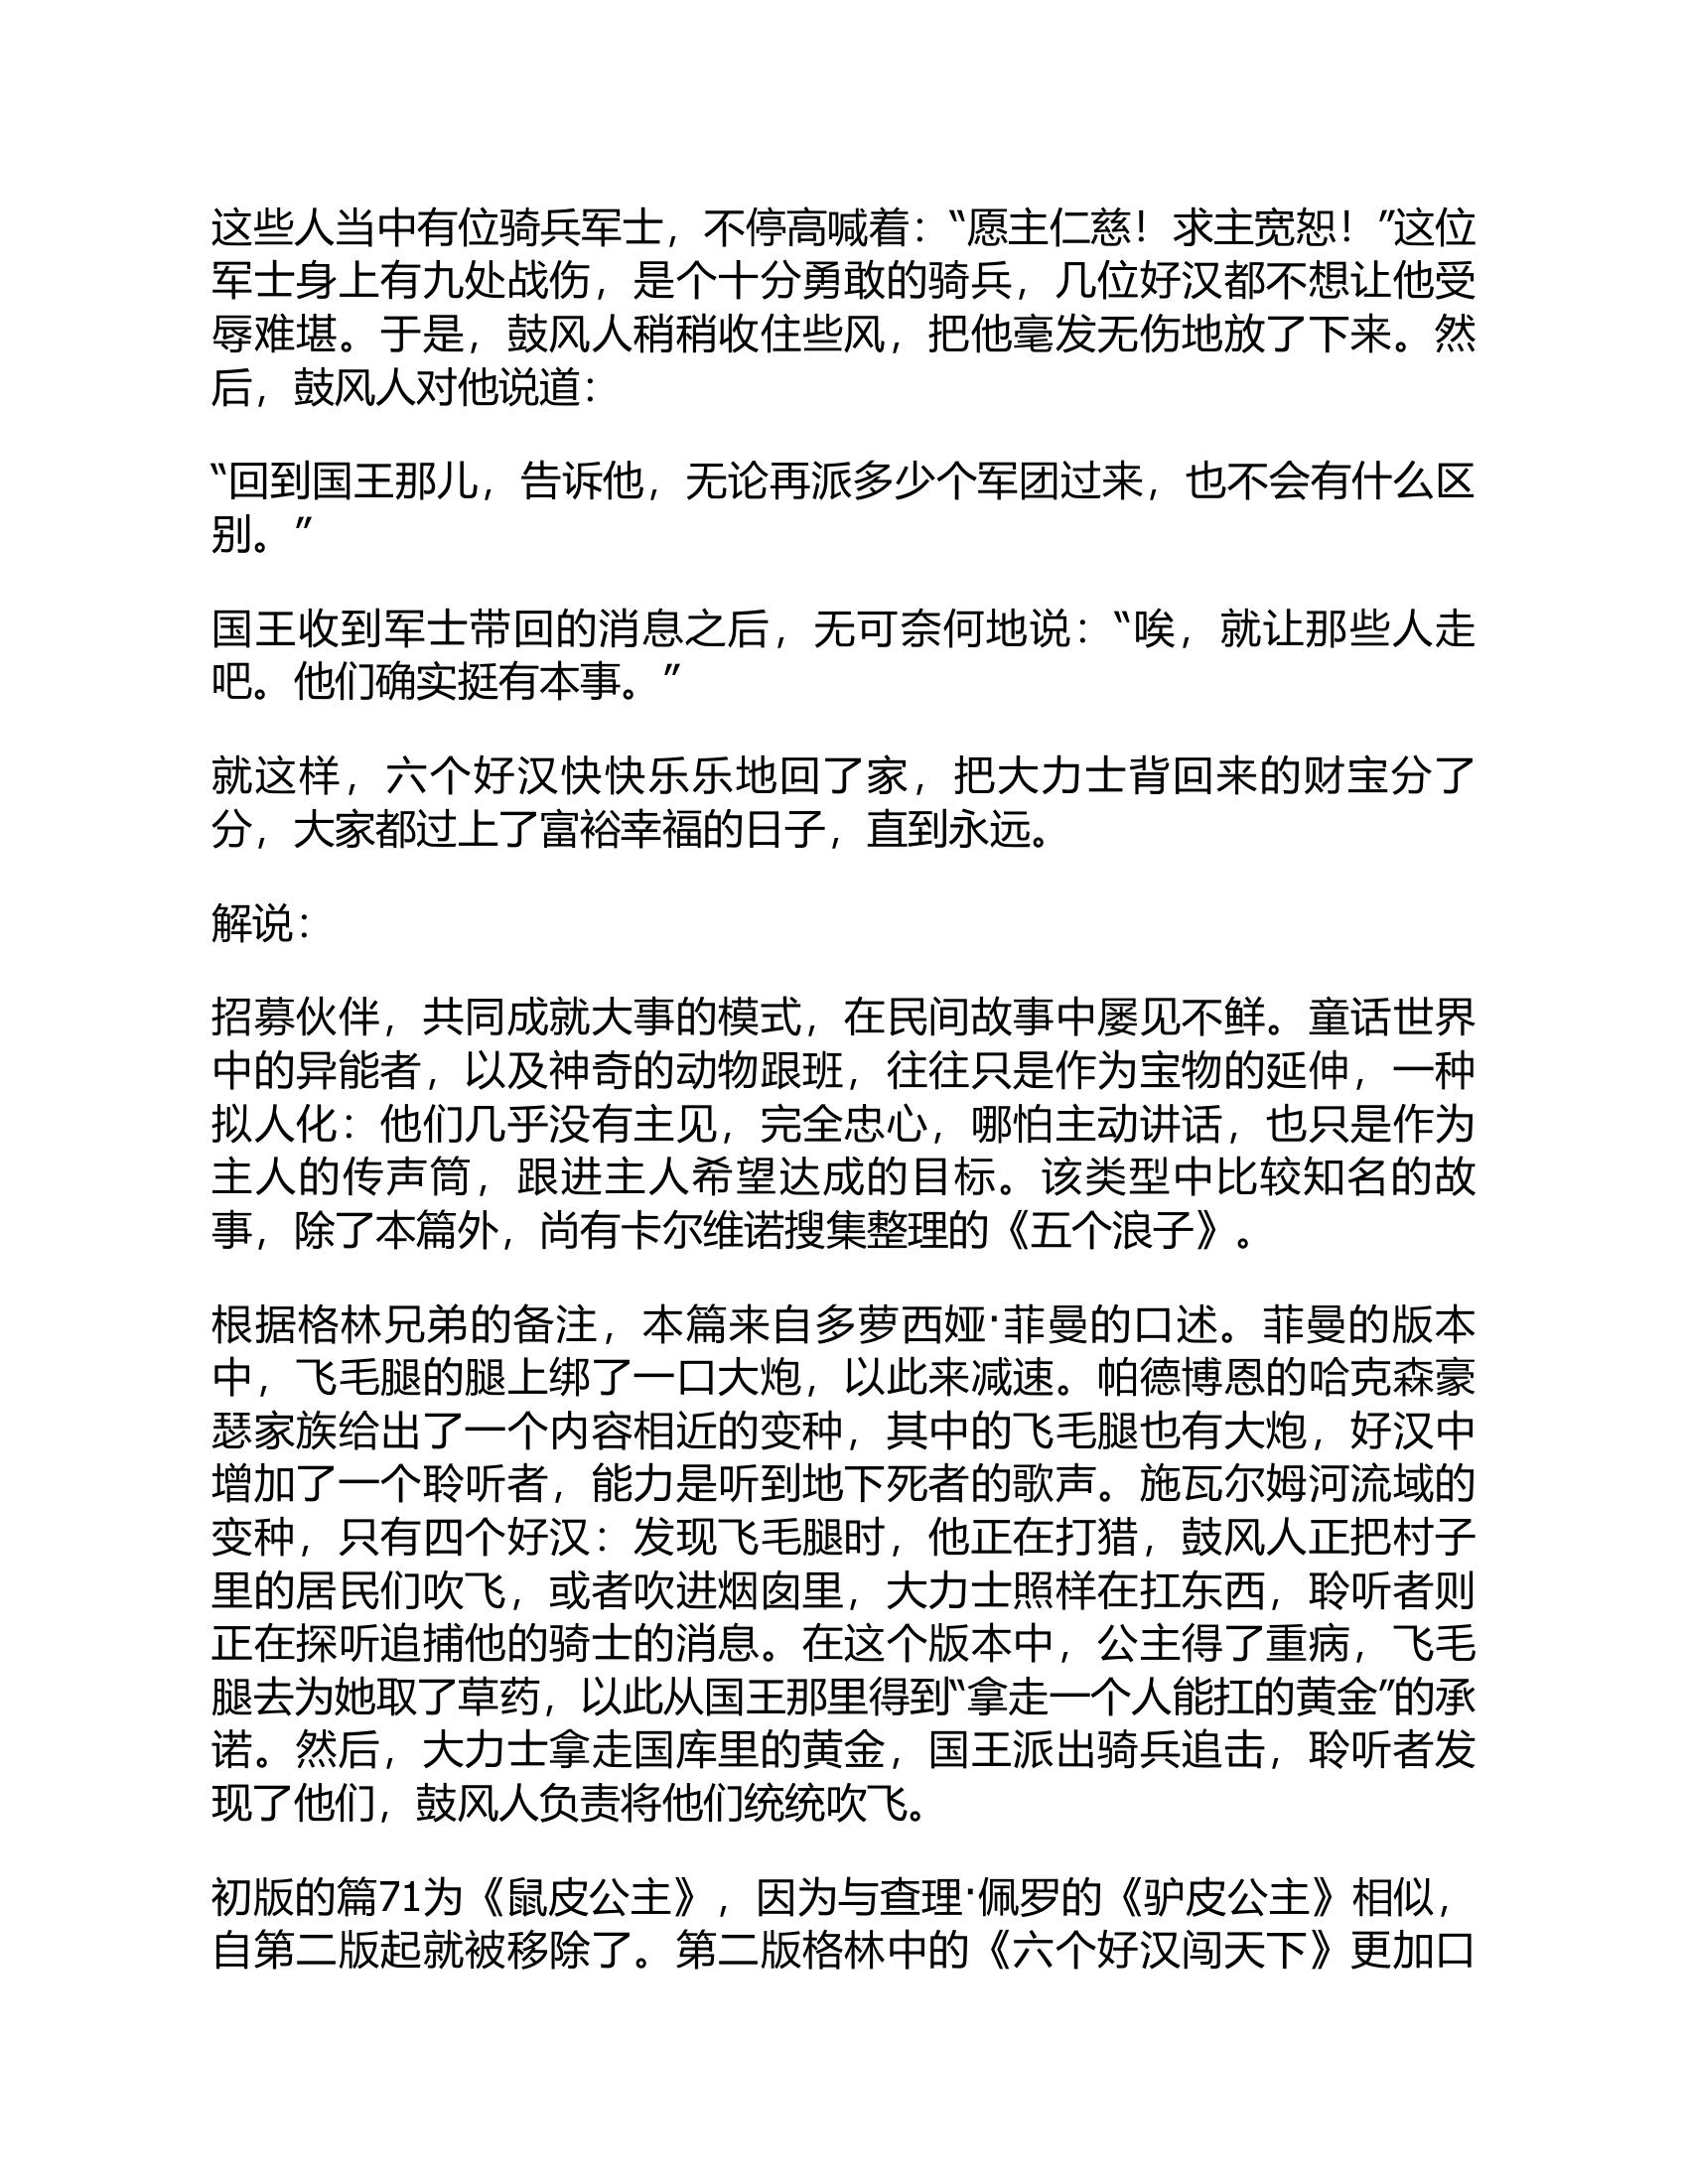 这些人当中有位骑兵军士，不停高喊着：“愿主仁慈！求主宽恕！”这位
军士身上有九处战伤，是个十分勇敢的骑兵，几位好汉都不想让他受
辱难堪。于是，鼓风人稍稍收住些风，把他毫发无伤地放了下来。然
后，鼓风人对他说道：
“回到国王那儿，告诉他，无论再派多少个军团过来，也不会有什么区
别。”
国王收到军士带回的消息之后，无可奈何地说：“唉，就让那些人走
吧。他们确实挺有本事。”
就这样，六个好汉快快乐乐地回了家，把大力士背回来的财宝分了
分，大家都过上了富裕幸福的日子，直到永远。
解说：
招募伙伴，共同成就大事的模式，在民间故事中屡见不鲜。童话世界
中的异能者，以及神奇的动物跟班，往往只是作为宝物的延伸，一种
拟人化：他们几乎没有主见，完全忠心，哪怕主动讲话，也只是作为
主人的传声筒，跟进主人希望达成的目标。该类型中比较知名的故
事，除了本篇外，尚有卡尔维诺搜集整理的《五个浪子》。
根据格林兄弟的备注，本篇来自多萝西娅·菲曼的口述。菲曼的版本
中，飞毛腿的腿上绑了一口大炮，以此来减速。帕德博恩的哈克森豪
瑟家族给出了一个内容相近的变种，其中的飞毛腿也有大炮，好汉中
增加了一个聆听者，能力是听到地下死者的歌声。施瓦尔姆河流域的
变种，只有四个好汉：发现飞毛腿时，他正在打猎，鼓风人正把村子
里的居民们吹飞，或者吹进烟囱里，大力士照样在扛东西，聆听者则
正在探听追捕他的骑士的消息。在这个版本中，公主得了重病，飞毛
腿去为她取了草药，以此从国王那里得到“拿走一个人能扛的黄金”的承
诺。然后，大力士拿走国库里的黄金，国王派出骑兵追击，聆听者发
现了他们，鼓风人负责将他们统统吹飞。
初版的篇71为《鼠皮公主》，因为与查理·佩罗的《驴皮公主》相似，
自第二版起就被移除了。第二版格林中的《六个好汉闯天下》更加口